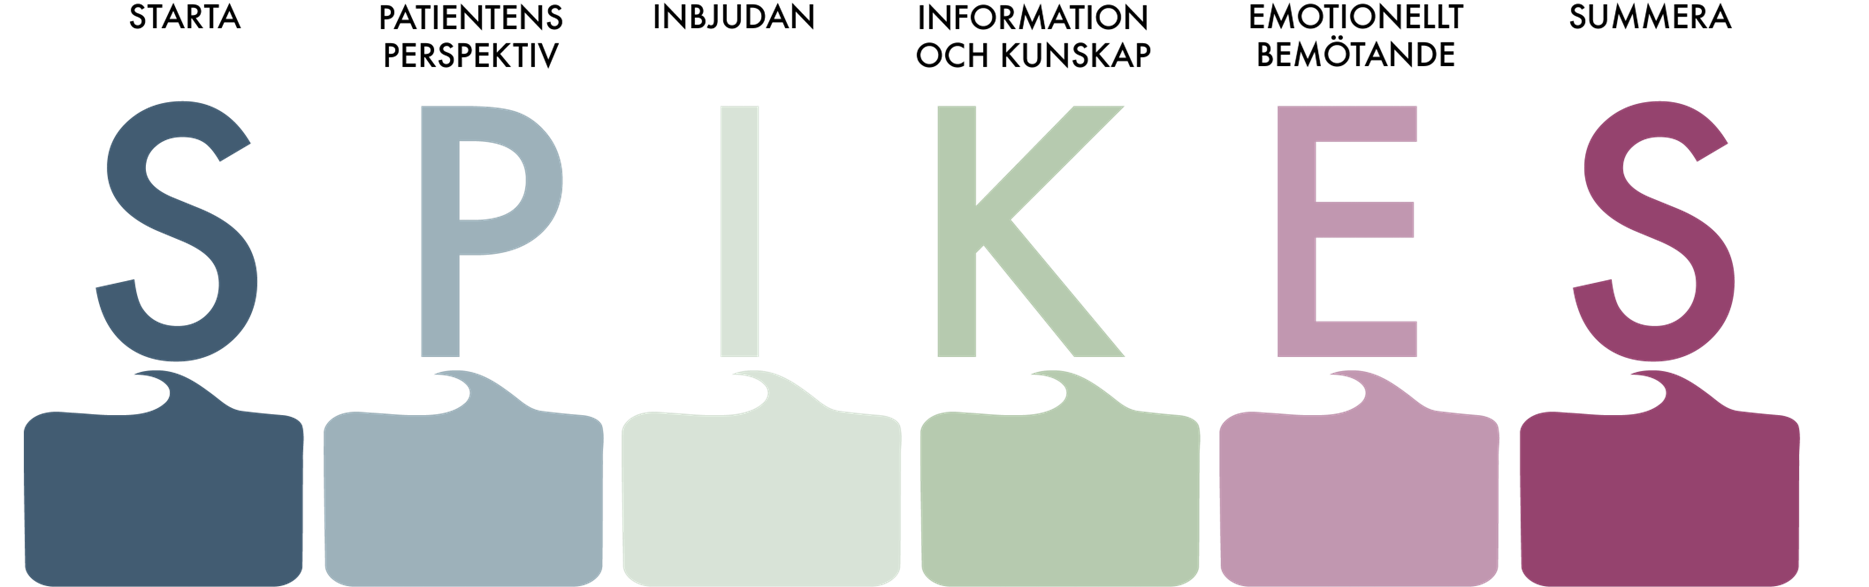 STARTA
PATIENTENS
PERSPEKTIV
INBJUDAN
INFORMATION
OCH KUNSKAP
EMOTIONELLT
BEMÖTANDE
SUMMERA
S P I K E S